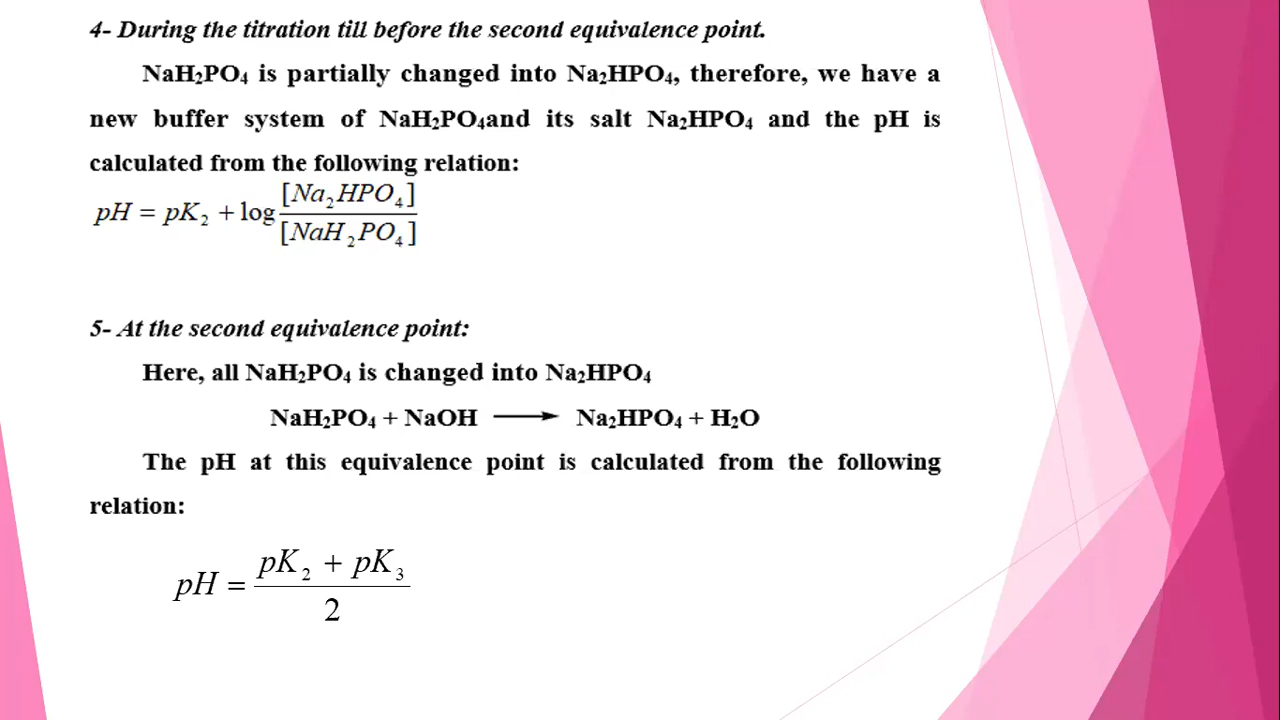 4- During the titration till before the second equivalence point.
NaH₂PO₄ is partially changed into Na₂HPO₄, therefore, we have a
new buffer system of NaH₂PO₄and its salt Na₂HPO₄ and the pH is
calculated from the following relation:
pH = pK₂ + log [Na₂HPO₄] / [NaH₂PO₄]
5- At the second equivalence point:
Here, all NaH₂PO₄ is changed into Na₂HPO₄
NaH₂PO₄ + NaOH ⟶ Na₂HPO₄ + H₂O
The pH at this equivalence point is calculated from the following
relation:
pH = (pK₂ + pK₃) / 2